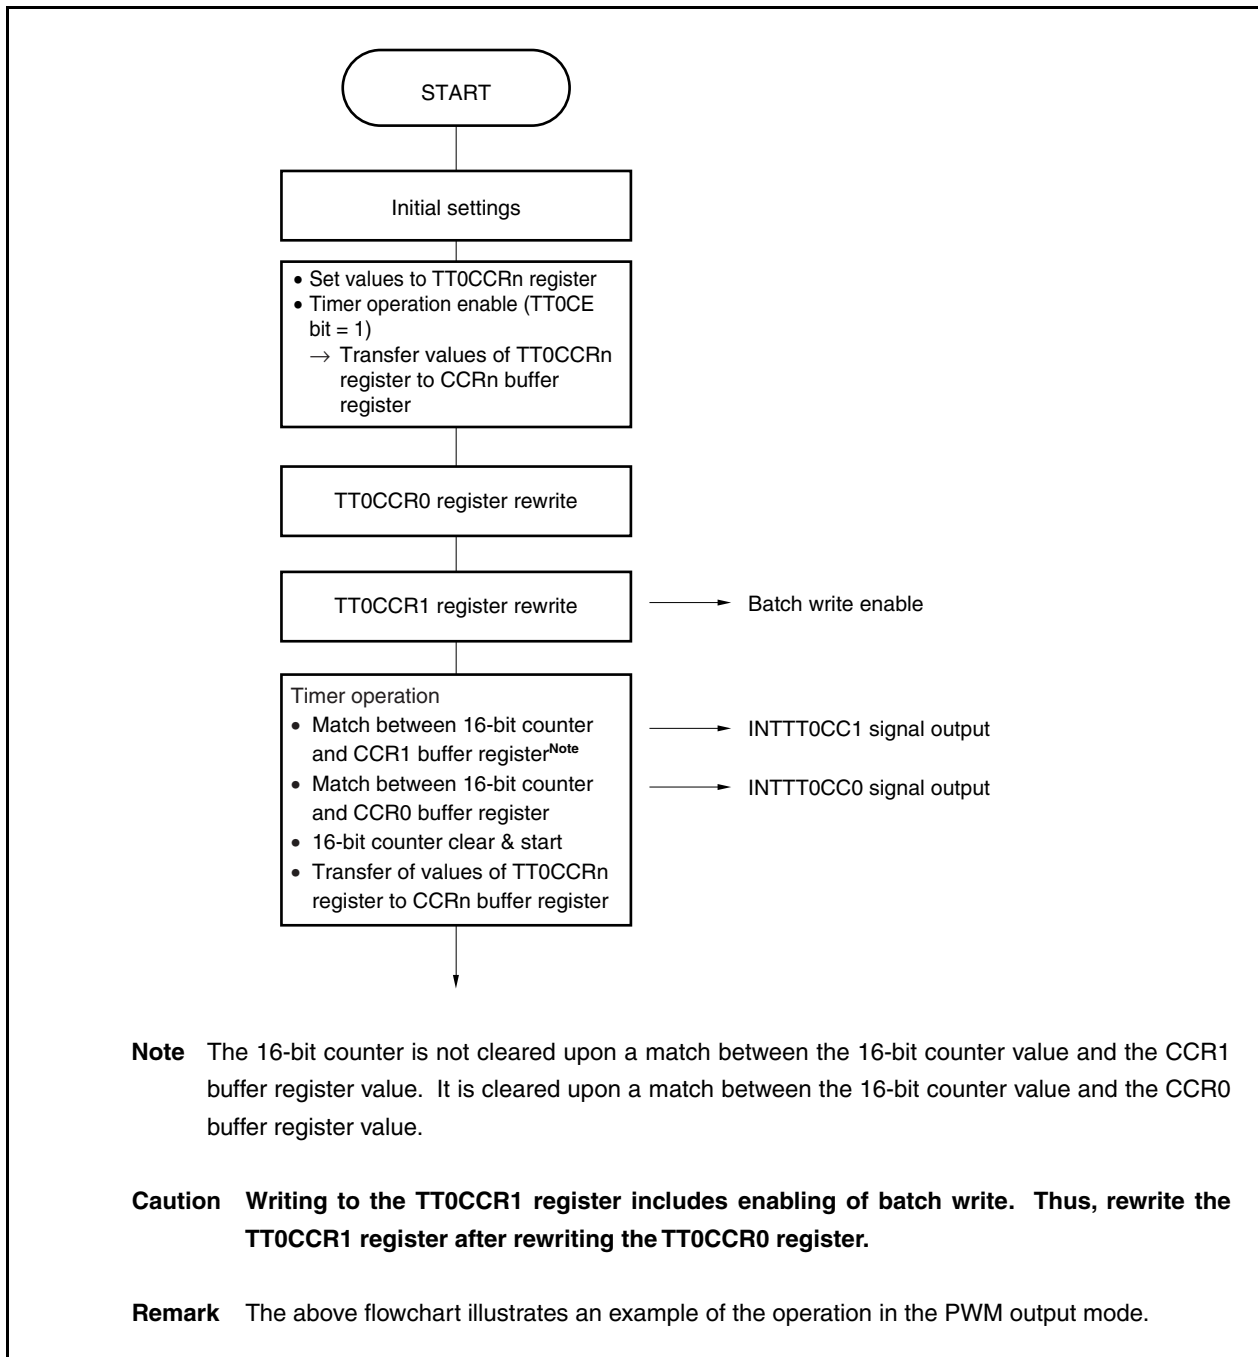 START
Initial settings
• Set values to TT0CCRn register
• Timer operation enable (TT0CE
bit = 1)
→ Transfer values of TT0CCRn
register to CCRn buffer
register
TT0CCR0 register rewrite
TT0CCR1 register rewrite
Batch write enable
Timer operation
• Match between 16-bit counter
and CCR1 buffer registerNote
INTTT0CC1 signal output
• Match between 16-bit counter
and CCR0 buffer register
INTTT0CC0 signal output
• 16-bit counter clear & start
• Transfer of values of TT0CCRn
register to CCRn buffer register
Note The 16-bit counter is not cleared upon a match between the 16-bit counter value and the CCR1
buffer register value. It is cleared upon a match between the 16-bit counter value and the CCR0
buffer register value.
Caution Writing to the TT0CCR1 register includes enabling of batch write. Thus, rewrite the
TT0CCR1 register after rewriting the TT0CCR0 register.
Remark The above flowchart illustrates an example of the operation in the PWM output mode.